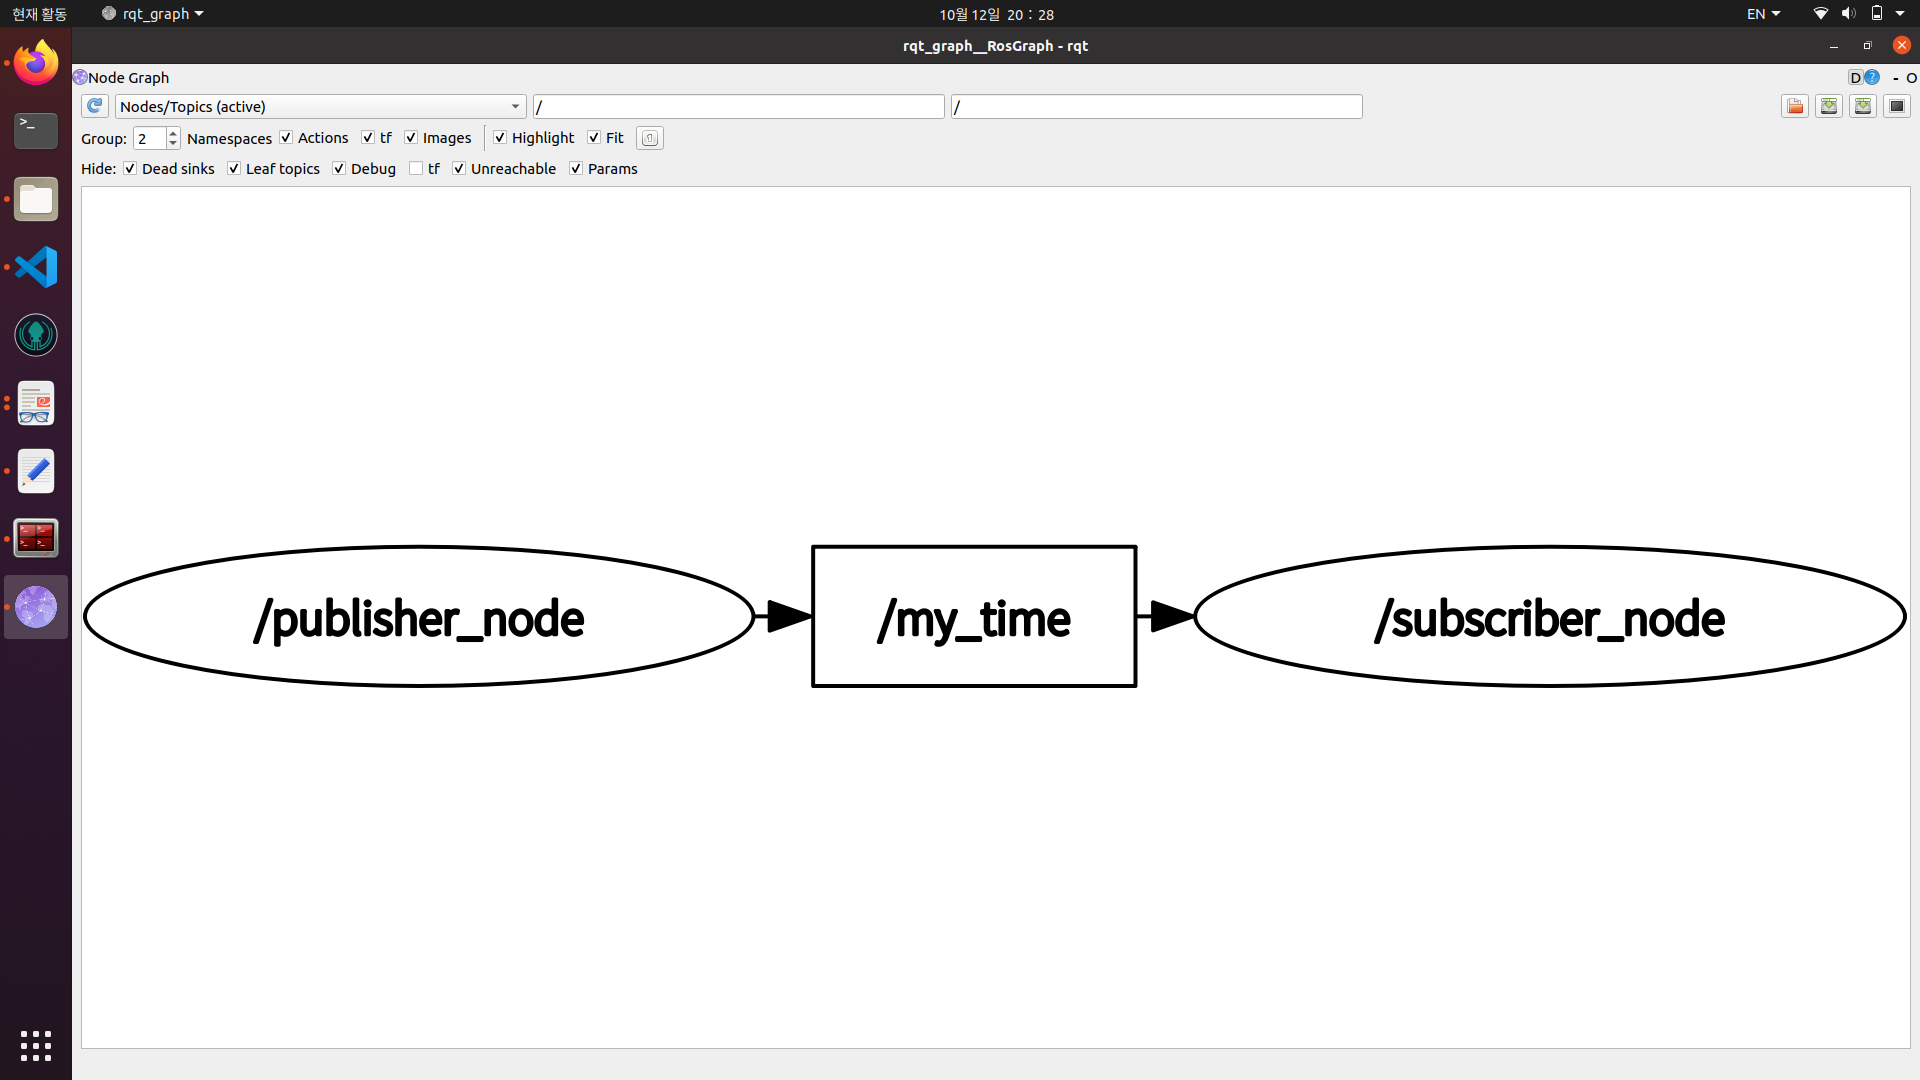 현재 활동 rqt_graph 10월 12일 20 : 28 EN
rqt_graph__RosGraph - rqt
Node Graph D ? - O
Nodes/Topics (active) / /
Group: 2 Namespaces Actions tf Images Highlight Fit
Hide: Dead sinks Leaf topics Debug tf Unreachable Params
/publisher_node /my_time /subscriber_node